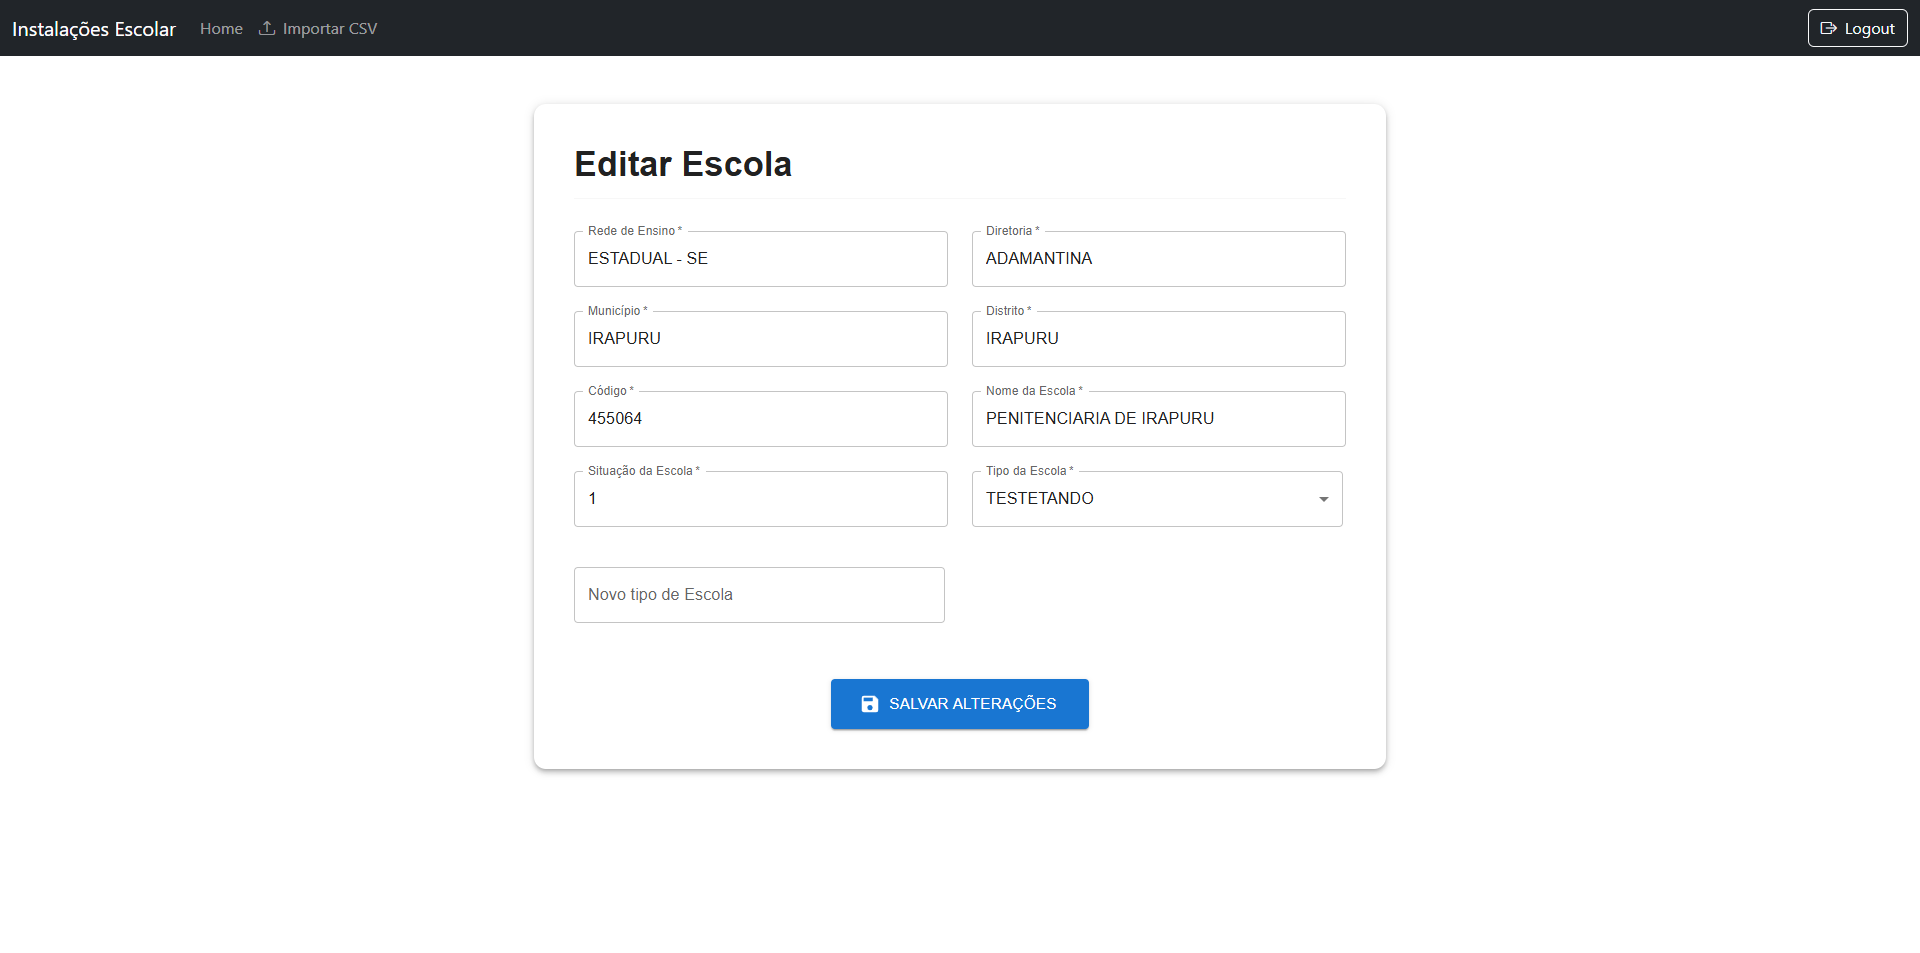 Instalações Escolar Home Importar CSV Logout
Editar Escola
Rede de Ensino * Diretoria *
ESTADUAL - SE ADAMANTINA
Município * Distrito *
IRAPURU IRAPURU
Código * Nome da Escola *
455064 PENITENCIARIA DE IRAPURU
Situação da Escola * Tipo da Escola *
1 TESTETANDO
Novo tipo de Escola
SALVAR ALTERAÇÕES